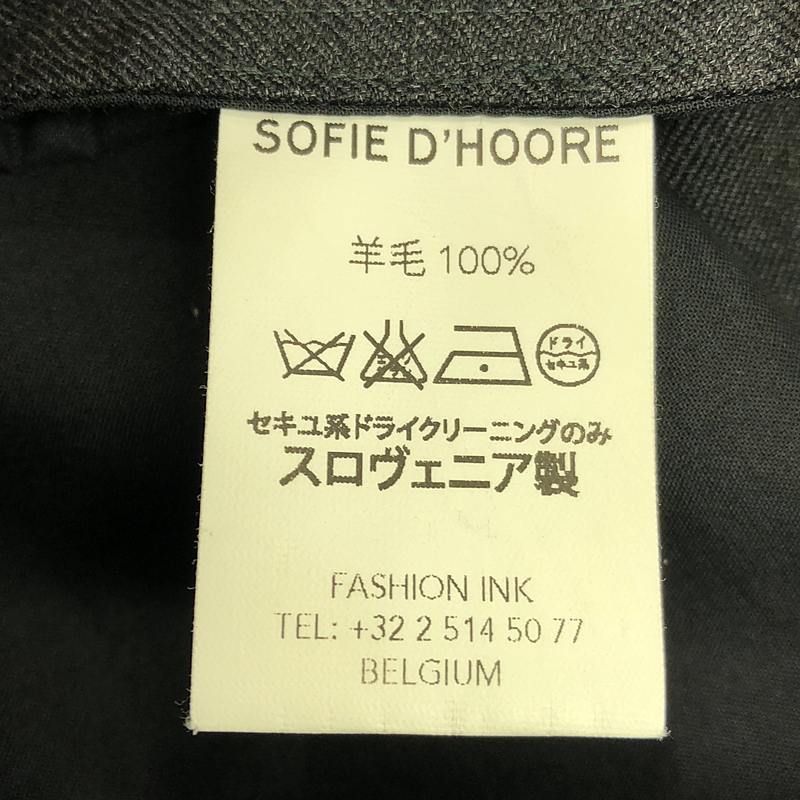 SOFIE D'HOORE
羊毛 100%
ドライ
セキユ系
セキユ系ドライクリーニングのみ
スロヴェニア製
FASHION INK
TEL: +32 2 514 50 77
BELGIUM